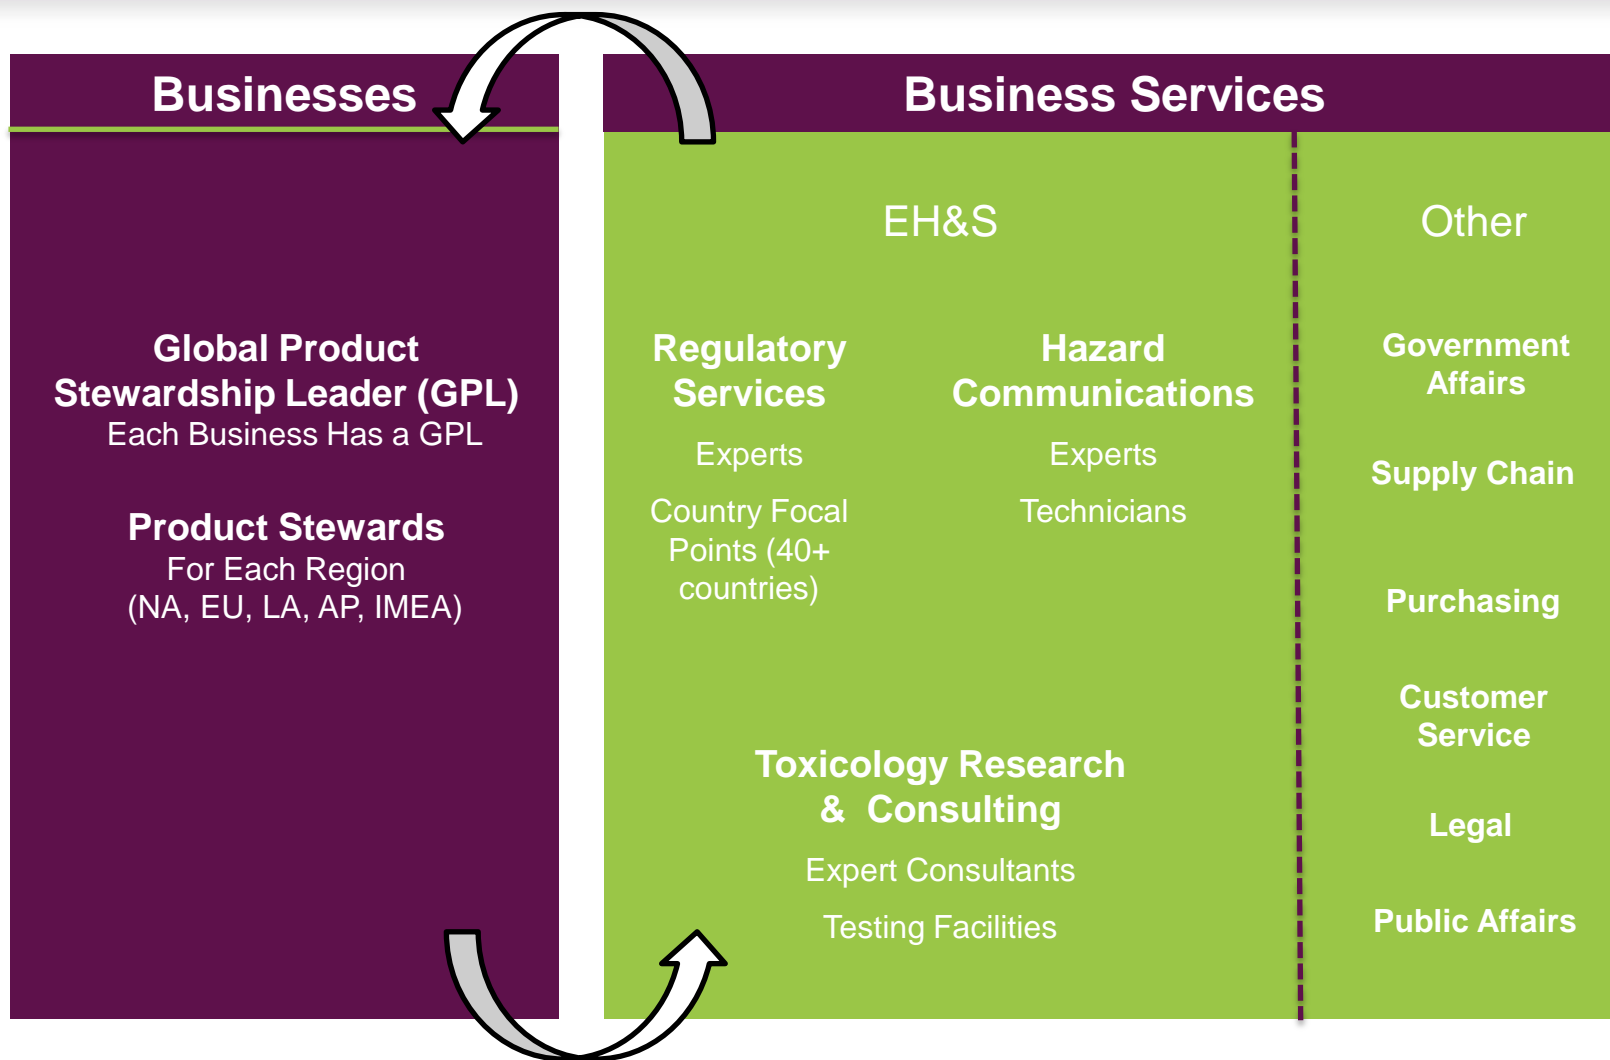 Businesses
Global Product
Stewardship Leader (GPL)
Each Business Has a GPL
Product Stewards
For Each Region
(NA, EU, LA, AP, IMEA)
Business Services
EH&S
Regulatory
Services
Experts
Country Focal
Points (40+
countries)
Hazard
Communications
Experts
Technicians
Toxicology Research
& Consulting
Expert Consultants
Testing Facilities
Other
Government
Affairs
Supply Chain
Purchasing
Customer
Service
Legal
Public Affairs